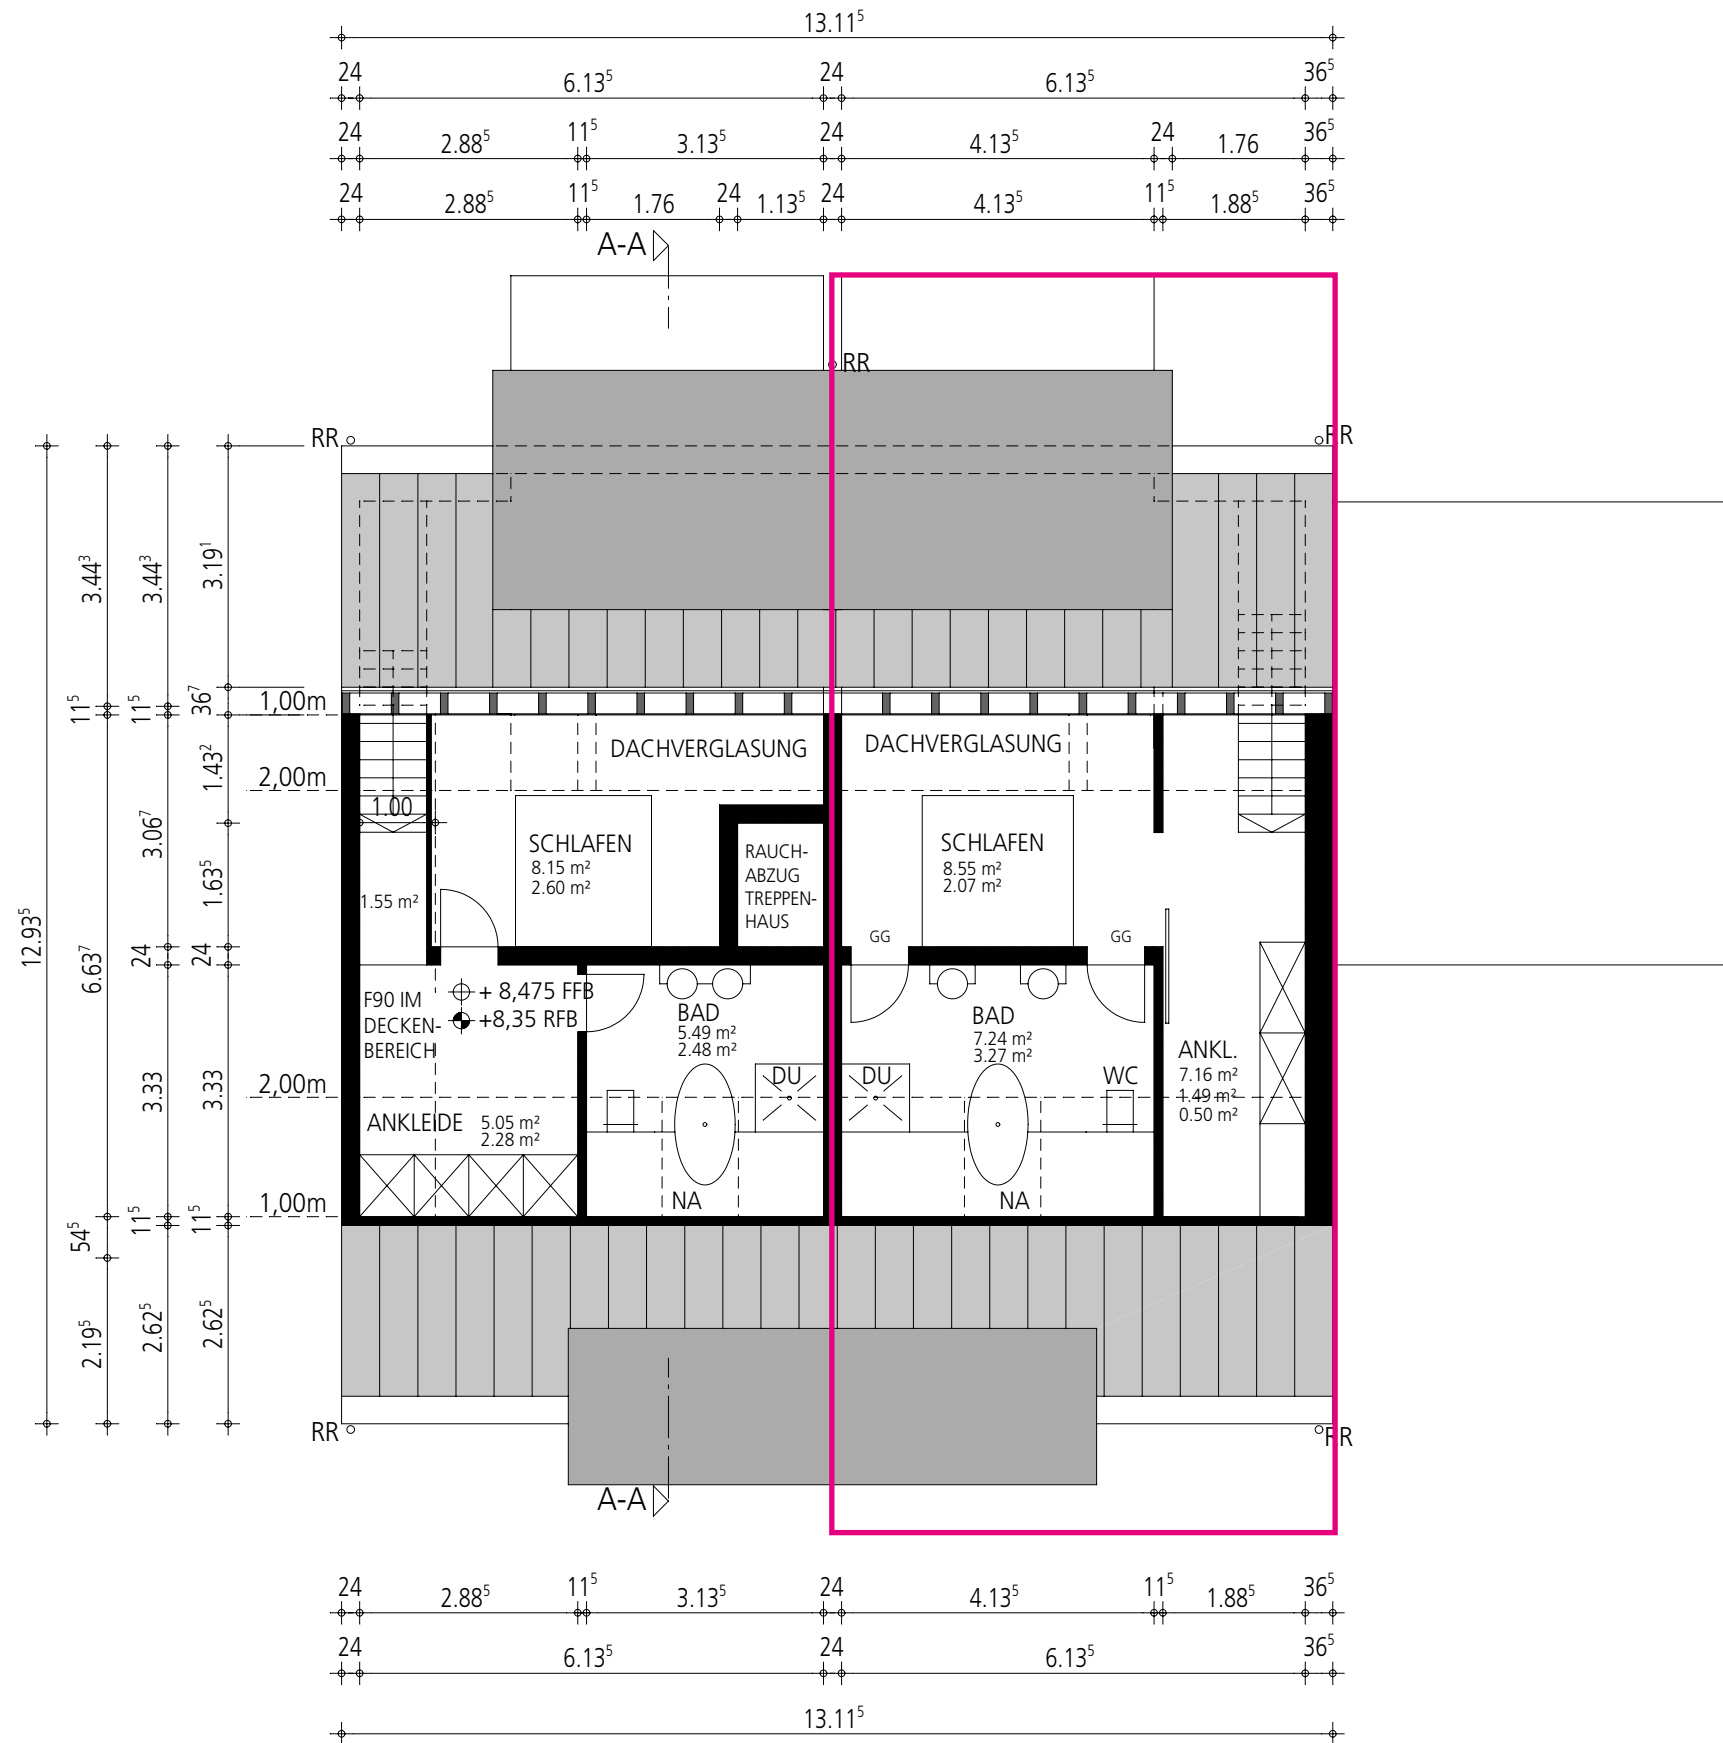 13.11⁵
24 6.13⁵ 24 6.13⁵ 36⁵
24 2.88⁵ 11⁵ 3.13⁵ 24 4.13⁵ 24 1.76 36⁵
24 2.88⁵ 11⁵ 1.76 24 1.13⁵ 24 4.13⁵ 11⁵ 1.88⁵ 36⁵
A-A
RR
RR
RR
12.93⁵
3.44³ 11⁵ 6.63⁷ 54⁵ 2.19⁵
3.44³ 11⁵ 3.06⁷ 24 3.33 11⁵ 2.62⁵
3.19¹ 36⁷ 1.43² 1.63⁵ 24 3.33 11⁵ 2.62⁵
1,00m
2,00m
2,00m
1,00m
DACHVERGLASUNG
DACHVERGLASUNG
1.00
SCHLAFEN
8.15 m²
2.60 m²
RAUCH-
ABZUG
TREPPEN-
HAUS
SCHLAFEN
8.55 m²
2.07 m²
1.55 m²
GG
GG
F90 IM
DECKEN-
BEREICH
+ 8,475 FFB
+8,35 RFB
BAD
5.49 m²
2.48 m²
BAD
7.24 m²
3.27 m²
ANKL.
7.16 m²
1.49 m²
0.50 m²
DU
DU
WC
ANKLEIDE
5.05 m²
2.28 m²
NA
NA
RR
RR
A-A
24 2.88⁵ 11⁵ 3.13⁵ 24 4.13⁵ 11⁵ 1.88⁵ 36⁵
24 6.13⁵ 24 6.13⁵ 36⁵
13.11⁵